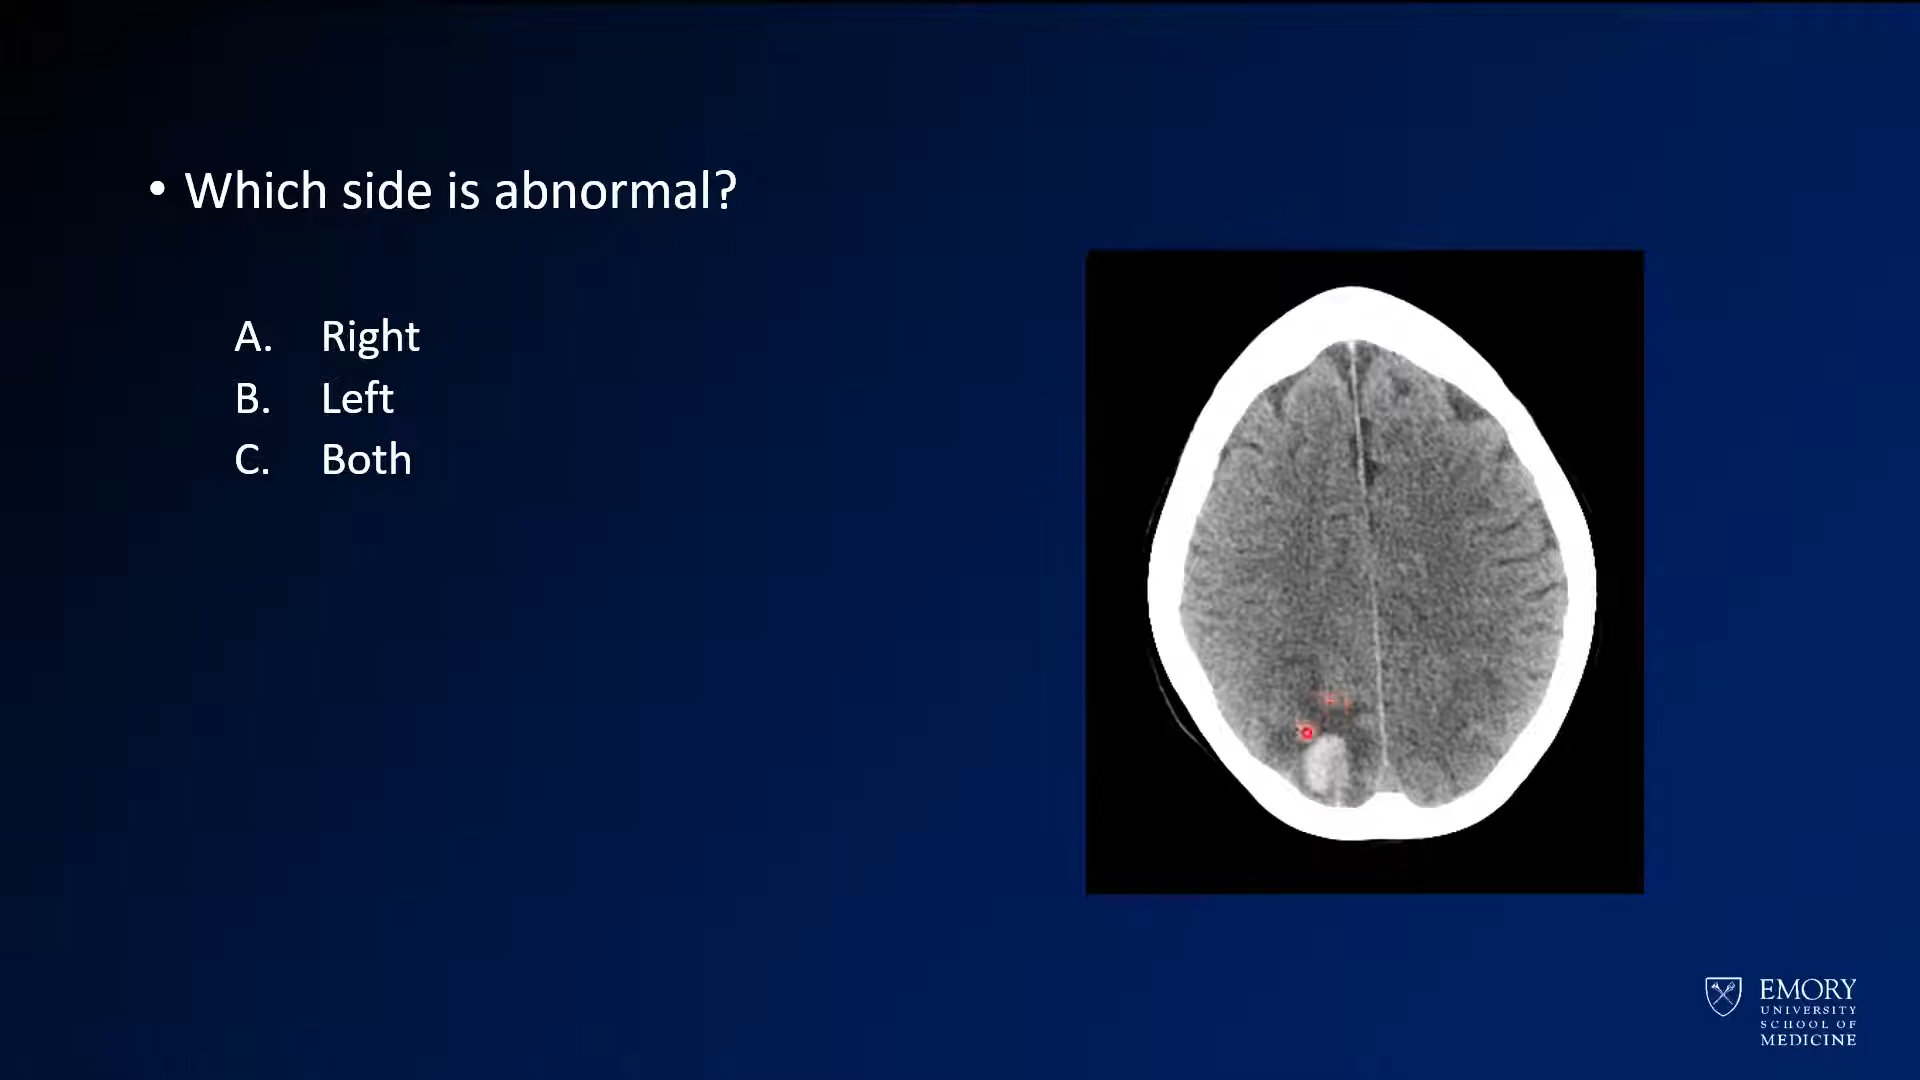 • Which side is abnormal?
A. Right
B. Left
C. Both
EMORY
UNIVERSITY
SCHOOL OF
MEDICINE